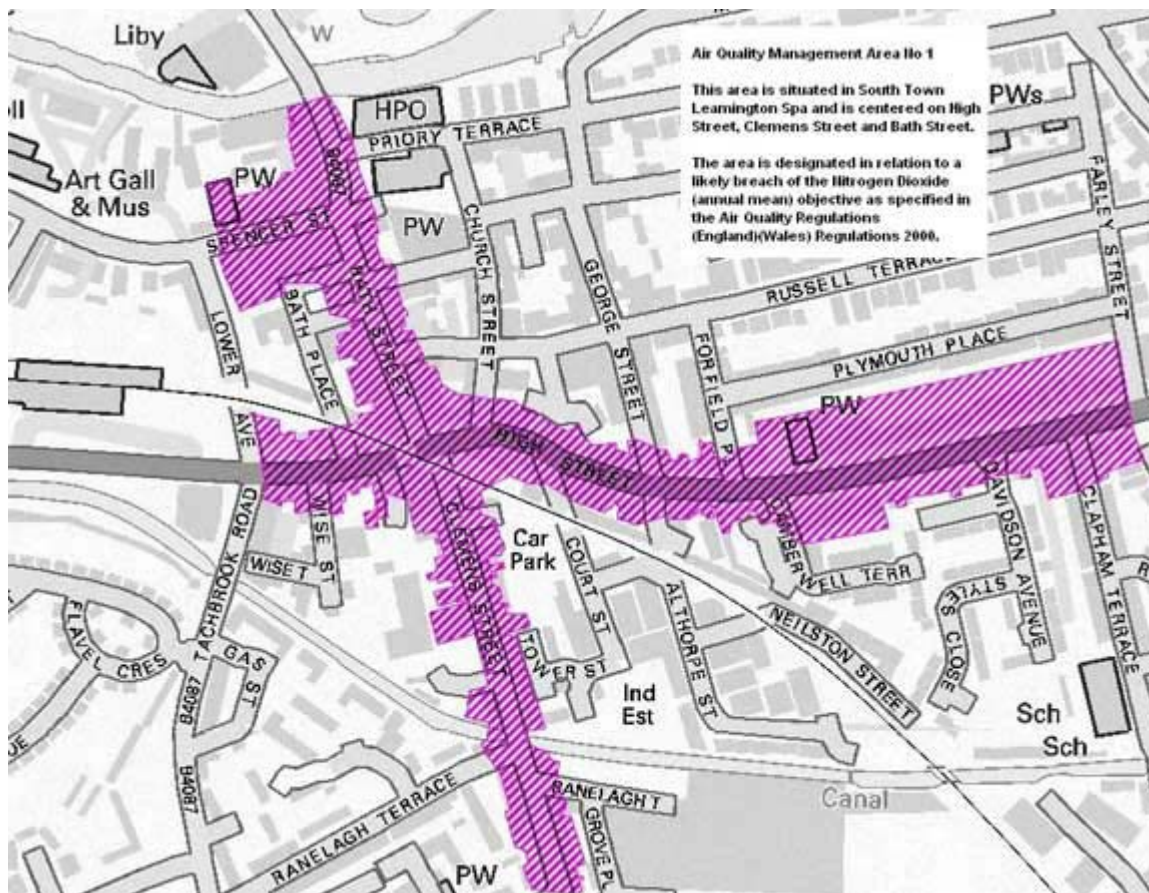 Liby
W
Air Quality Management Area No 1
This area is situated in South Town
Leamington Spa and is centered on High
Street, Clemens Street and Bath Street.
The area is designated in relation to a
likely breach of the Nitrogen Dioxide
(annual mean) objective as specified in
the Air Quality Regulations
(England)(Wales) Regulations 2000.
HPO
PWs
oll
PRIORY TERRACE
Art Gall
& Mus
PW
B4087
PW
FARLEY STREET
SPENCER ST
CHURCH STREET
BATH STREET
BATH PLACE
GEORGE STREET
RUSSELL TERRACE
LOWER AVE
FORFIELD PL
PLYMOUTH PLACE
PW
HIGH STREET
WISE ST
WISE T
TACHBROOK ROAD
CLEMENS STREET
Car
Park
COURT ST
CAMBERWELL TERR
DAVIDSON AVENUE
CLAPHAM TERRACE
R
STYLES CLOSE
NEILSTON STREET
ALTHORPE ST
FLAVEL CRES
GAS ST
TOWER ST
Ind
Est
Sch
Sch
B4087
B4087
UE
RANELAGH T
Canal
RANELAGH TERRACE
GROVE PL
PW